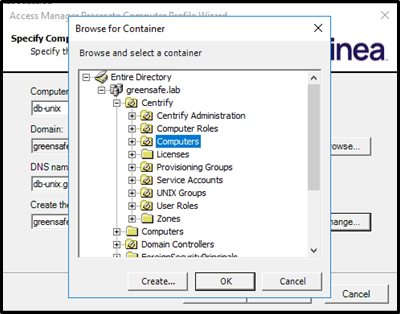 Access Manager Precreate Computer Profile Wizard
Browse for Container
Specify Comp
Specify th
inea
Browse and select a container
Entire Directory
greensafe.lab
Centrify
Centrify Administration
Computer Roles
Computers
Licenses
Provisioning Groups
Service Accounts
UNIX Groups
User Roles
Zones
Computers
Domain Controllers
ForeignSecurityPrincipals
Computer
db-unix
Domain:
greensafe
rowse...
DNS nam
db-unix.g
Create the
greensafe
ange...
Create...
OK
Cancel
Cancel